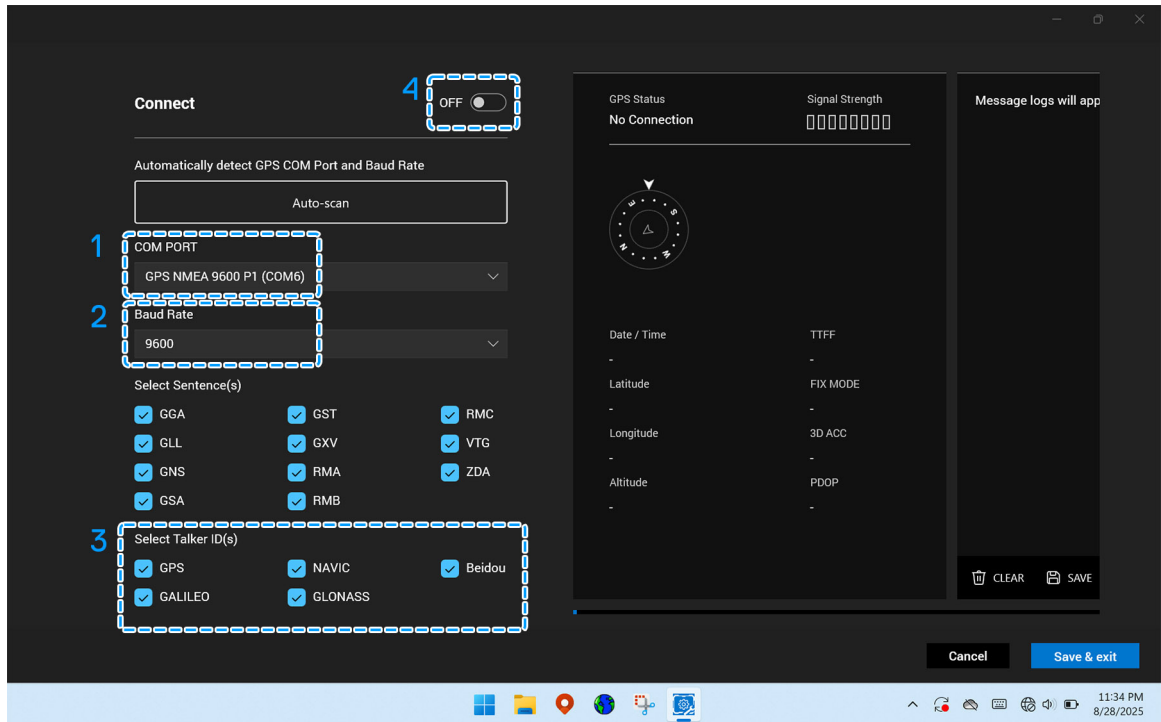 4
Connect
OFF
Automatically detect GPS COM Port and Baud Rate
Auto-scan
1
COM PORT
GPS NMEA 9600 P1 (COM6)
2
Baud Rate
9600
Select Sentence(s)
GGA GST RMC
GLL GXV VTG
GNS RMA ZDA
GSA RMB
3
Select Talker ID(s)
GPS NAVIC Beidou
GALILEO GLONASS
GPS Status Signal Strength
No Connection
E S
N W
Date / Time TTFF
- -
Latitude FIX MODE
- -
Longitude 3D ACC
- -
Altitude PDOP
- -
Message logs will app
CLEAR SAVE
Cancel Save & exit
11:34 PM
8/28/2025